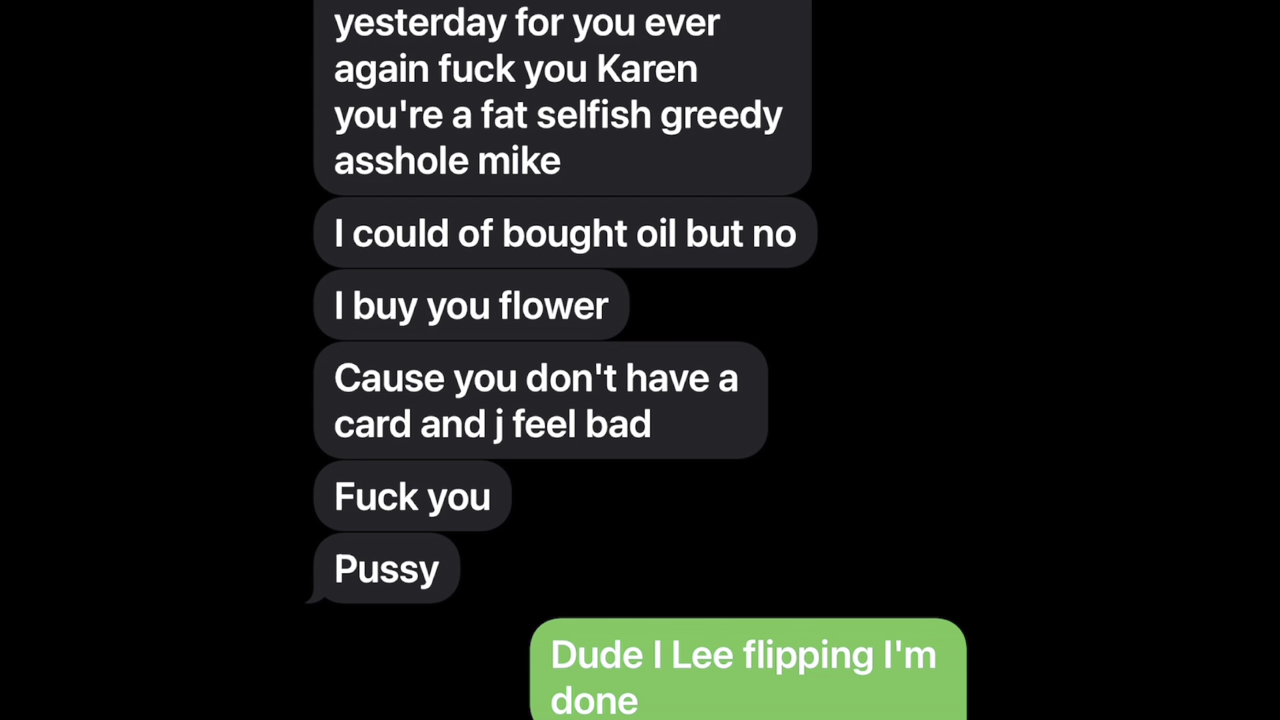 yesterday for you ever
again fuck you Karen
you're a fat selfish greedy
asshole mike
I could of bought oil but no
I buy you flower
Cause you don't have a
card and j feel bad
Fuck you
Pussy
Dude I Lee flipping I'm
done